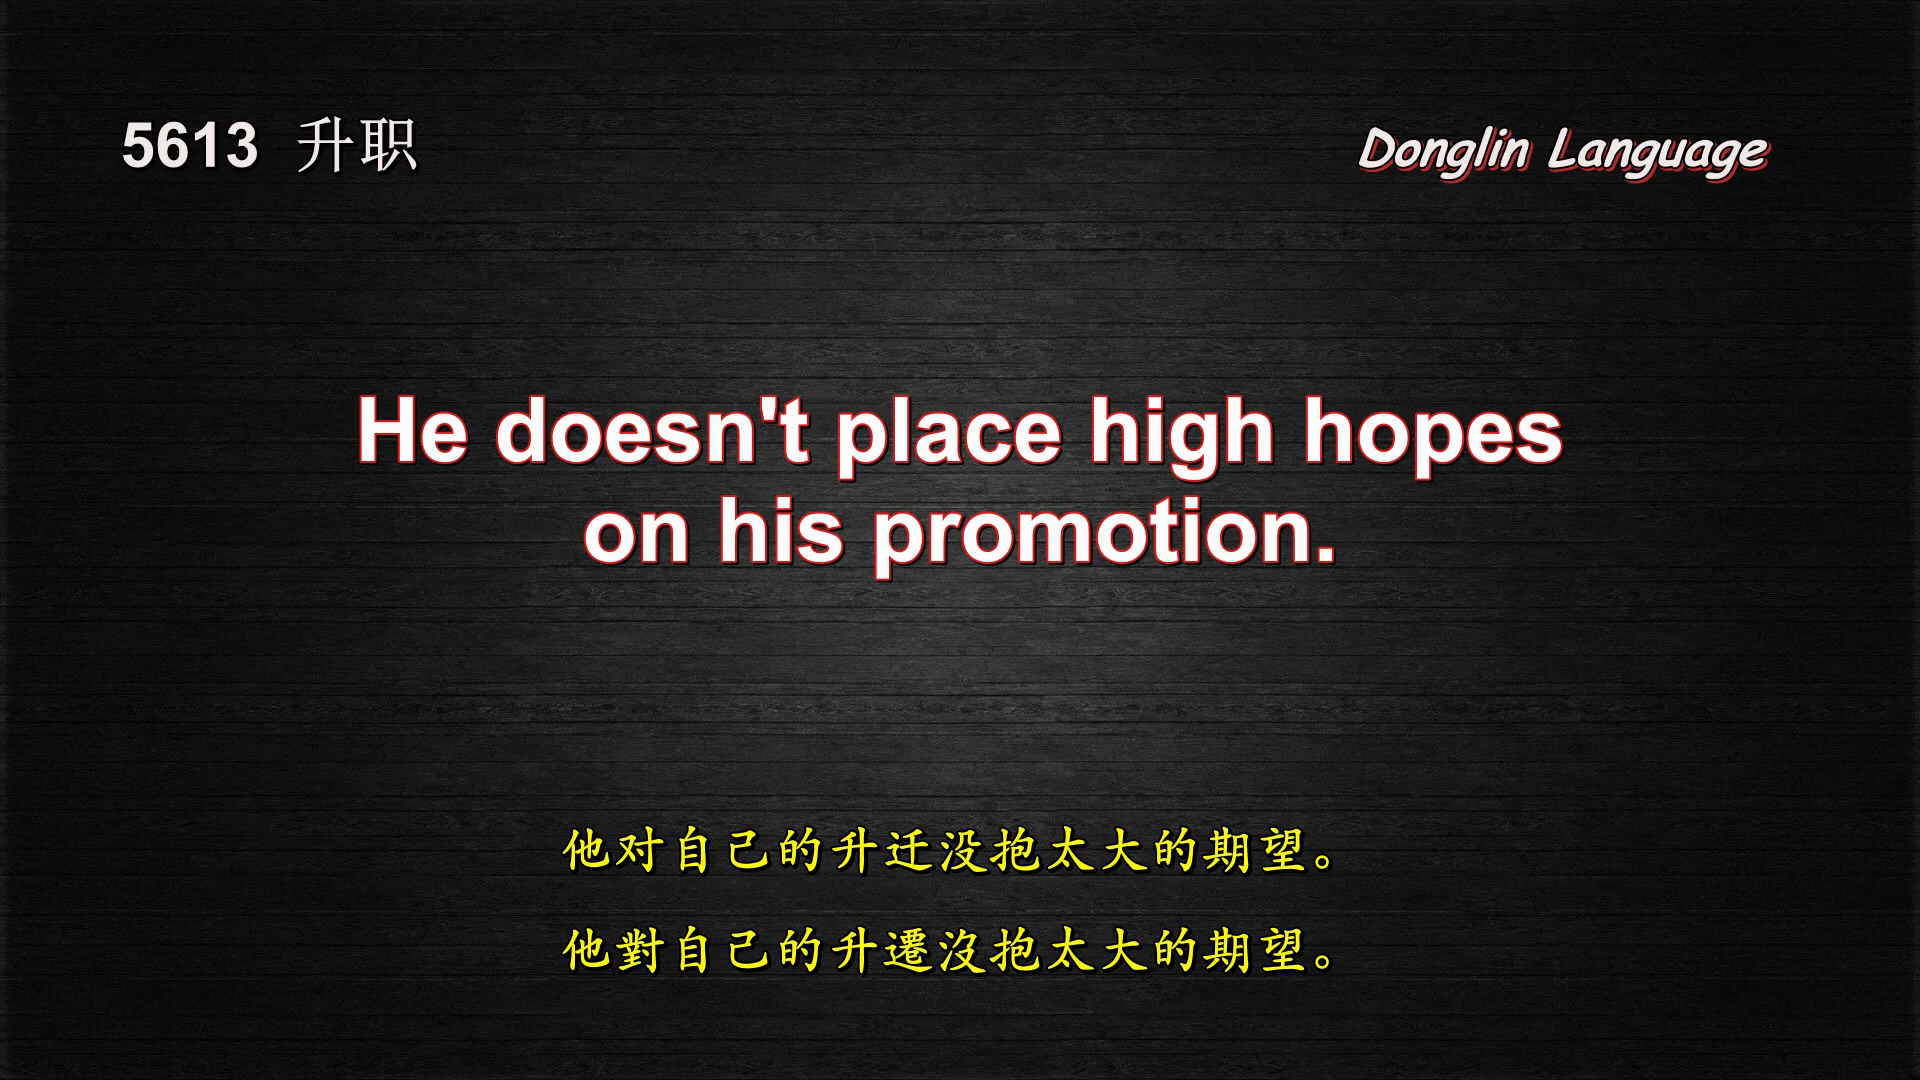 5613 升职
Donglin Language
He doesn't place high hopes
on his promotion.
他对自己的升迁没抱太大的期望。
他對自己的升遷沒抱太大的期望。